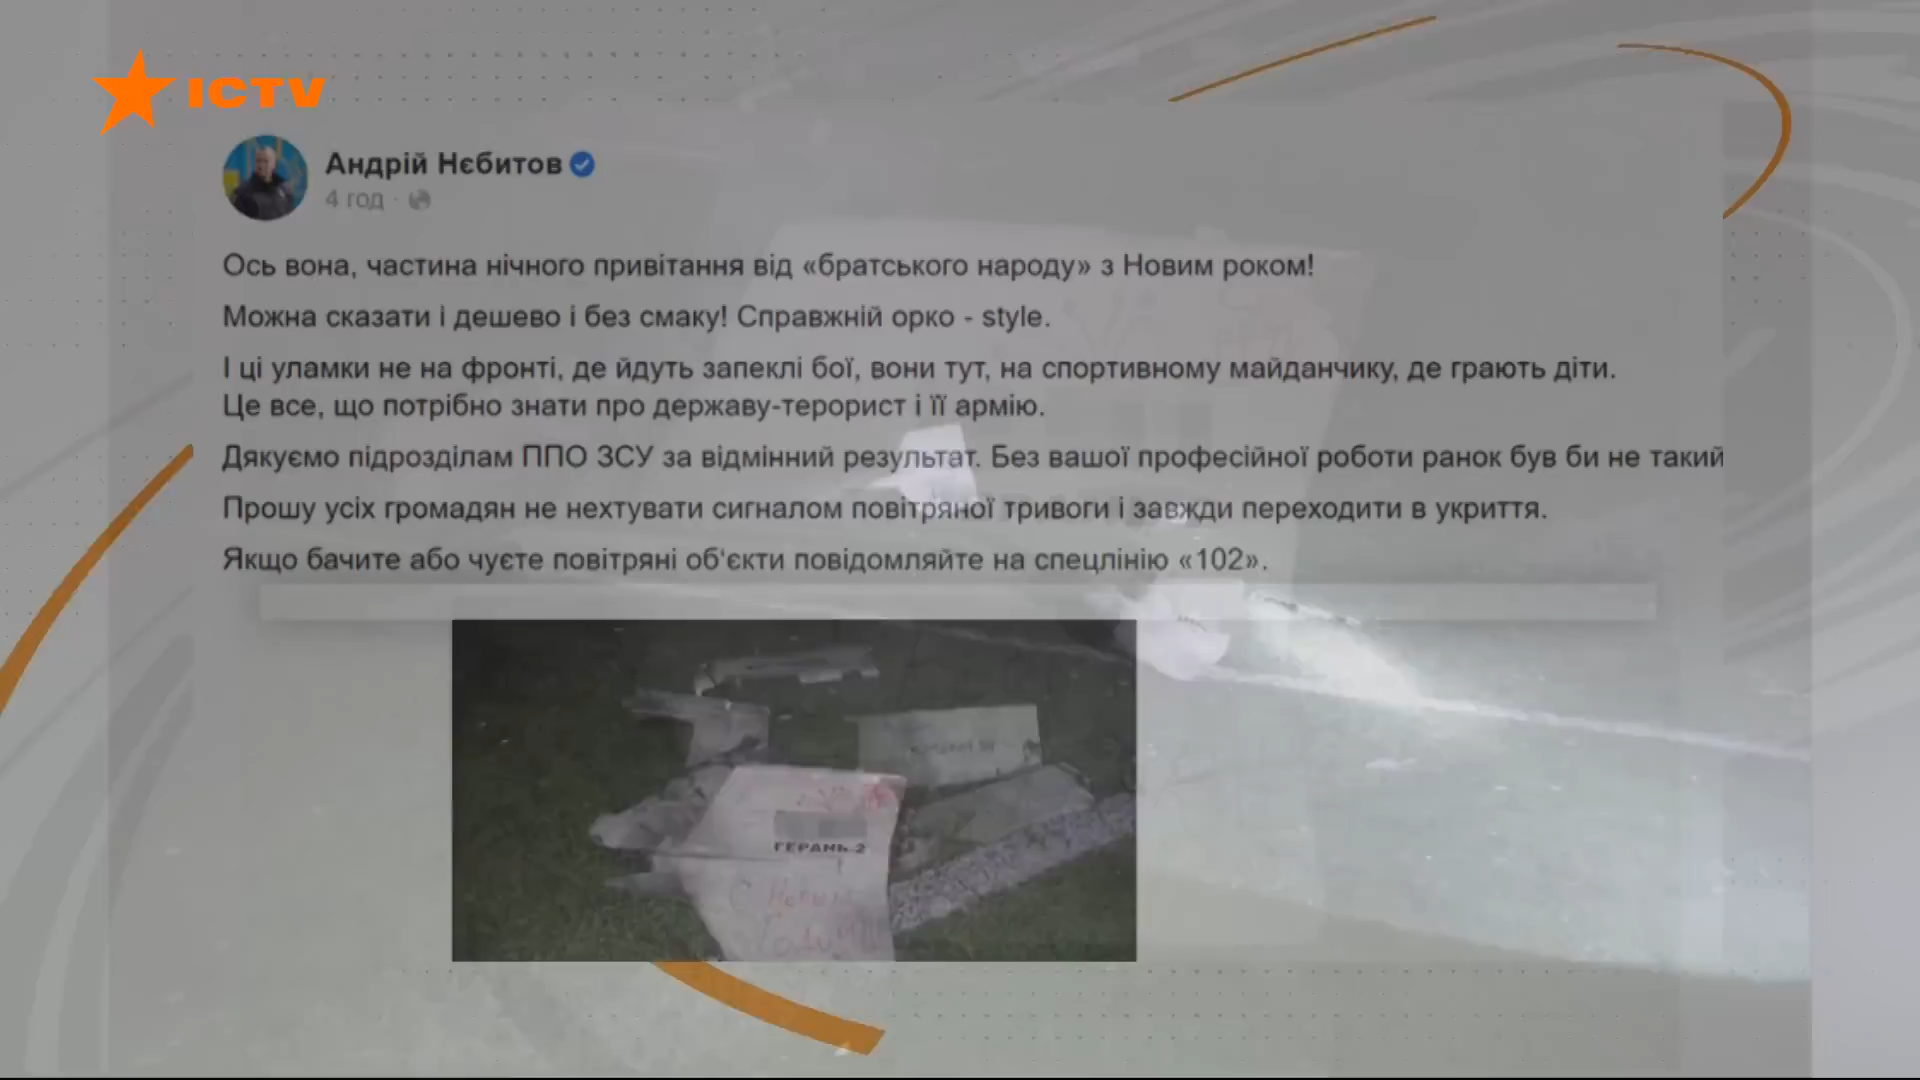 ICTV
Андрій Нєбитов
4 год ·
Ось вона, частина нічного привітання від «братського народу» з Новим роком!
Можна сказати і дешево і без смаку! Справжній орко - style.
І ці уламки не на фронті, де йдуть запеклі бої, вони тут, на спортивному майданчику, де грають діти.
Це все, що потрібно знати про державу-терорист і її армію.
Дякуємо підрозділам ППО ЗСУ за відмінний результат. Без вашої професійної роботи ранок був би не такий
Прошу усіх громадян не нехтувати сигналом повітряної тривоги і завжди переходити в укриття.
Якщо бачите або чуєте повітряні об‘єкти повідомляйте на спецлінію «102».
ГЕРАНЬ-2
С Новым
Годом